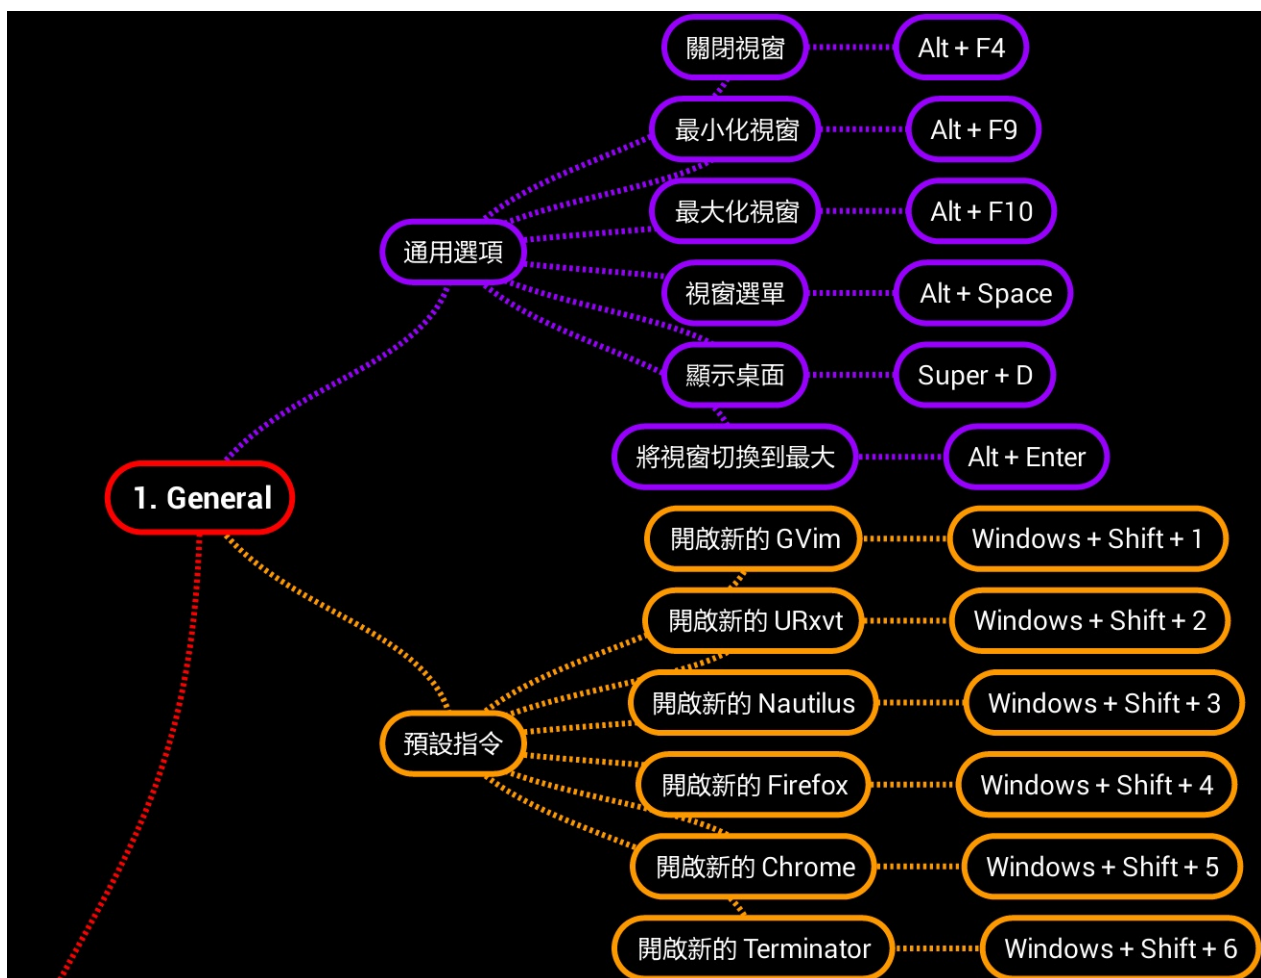 關閉視窗 Alt + F4
最小化視窗 Alt + F9
最大化視窗 Alt + F10
通用選項
視窗選單 Alt + Space
顯示桌面 Super + D
將視窗切換到最大 Alt + Enter
1. General
開啟新的 GVim Windows + Shift + 1
開啟新的 URxvt Windows + Shift + 2
開啟新的 Nautilus Windows + Shift + 3
預設指令
開啟新的 Firefox Windows + Shift + 4
開啟新的 Chrome Windows + Shift + 5
開啟新的 Terminator Windows + Shift + 6